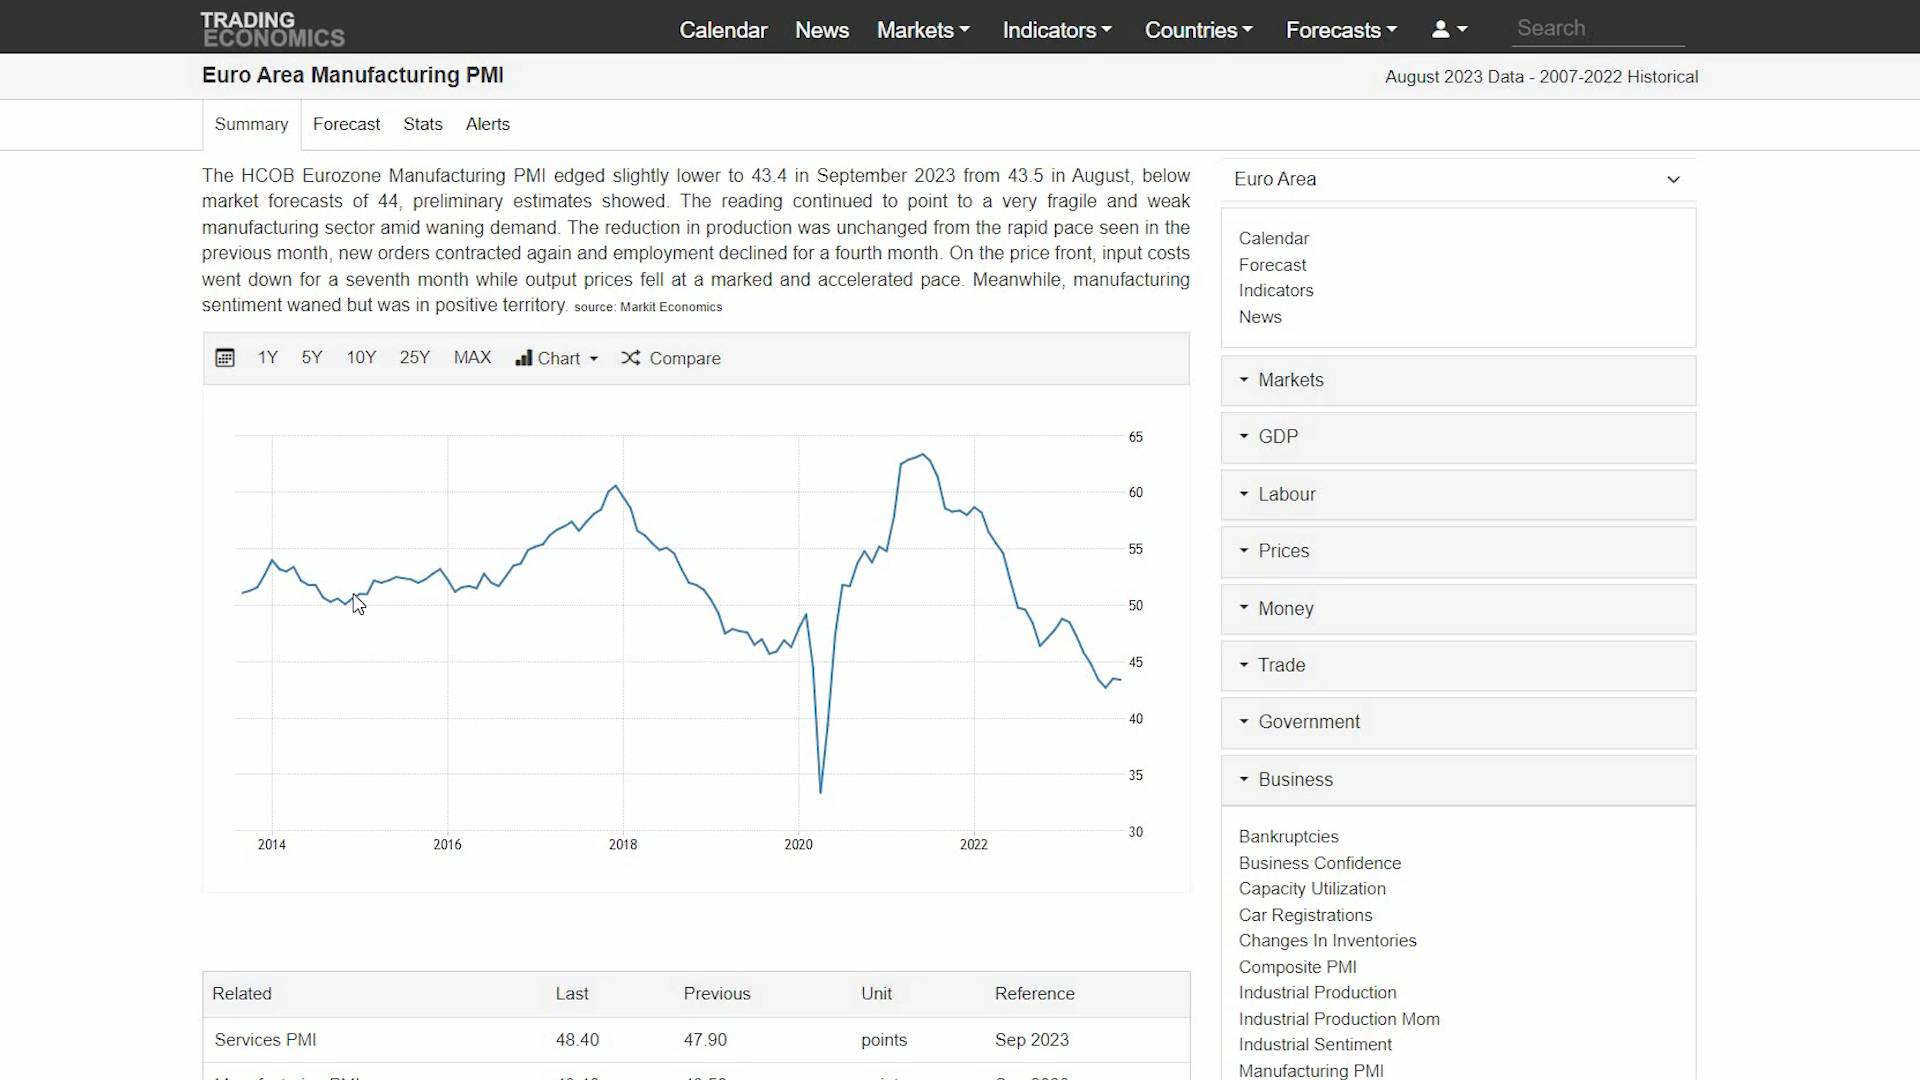 TRADING
ECONOMICS
Calendar News Markets Indicators Countries Forecasts Search
Euro Area Manufacturing PMI
August 2023 Data - 2007-2022 Historical
Summary Forecast Stats Alerts
The HCOB Eurozone Manufacturing PMI edged slightly lower to 43.4 in September 2023 from 43.5 in August, below
market forecasts of 44, preliminary estimates showed. The reading continued to point to a very fragile and weak
manufacturing sector amid waning demand. The reduction in production was unchanged from the rapid pace seen in the
previous month, new orders contracted again and employment declined for a fourth month. On the price front, input costs
went down for a seventh month while output prices fell at a marked and accelerated pace. Meanwhile, manufacturing
sentiment waned but was in positive territory. source: Markit Economics
1Y 5Y 10Y 25Y MAX Chart Compare
65
60
55
50
45
40
35
30
2014 2016 2018 2020 2022
Related Last Previous Unit Reference
Services PMI 48.40 47.90 points Sep 2023
Euro Area
Calendar
Forecast
Indicators
News
Markets
GDP
Labour
Prices
Money
Trade
Government
Business
Bankruptcies
Business Confidence
Capacity Utilization
Car Registrations
Changes In Inventories
Composite PMI
Industrial Production
Industrial Production Mom
Industrial Sentiment
Manufacturing PMI